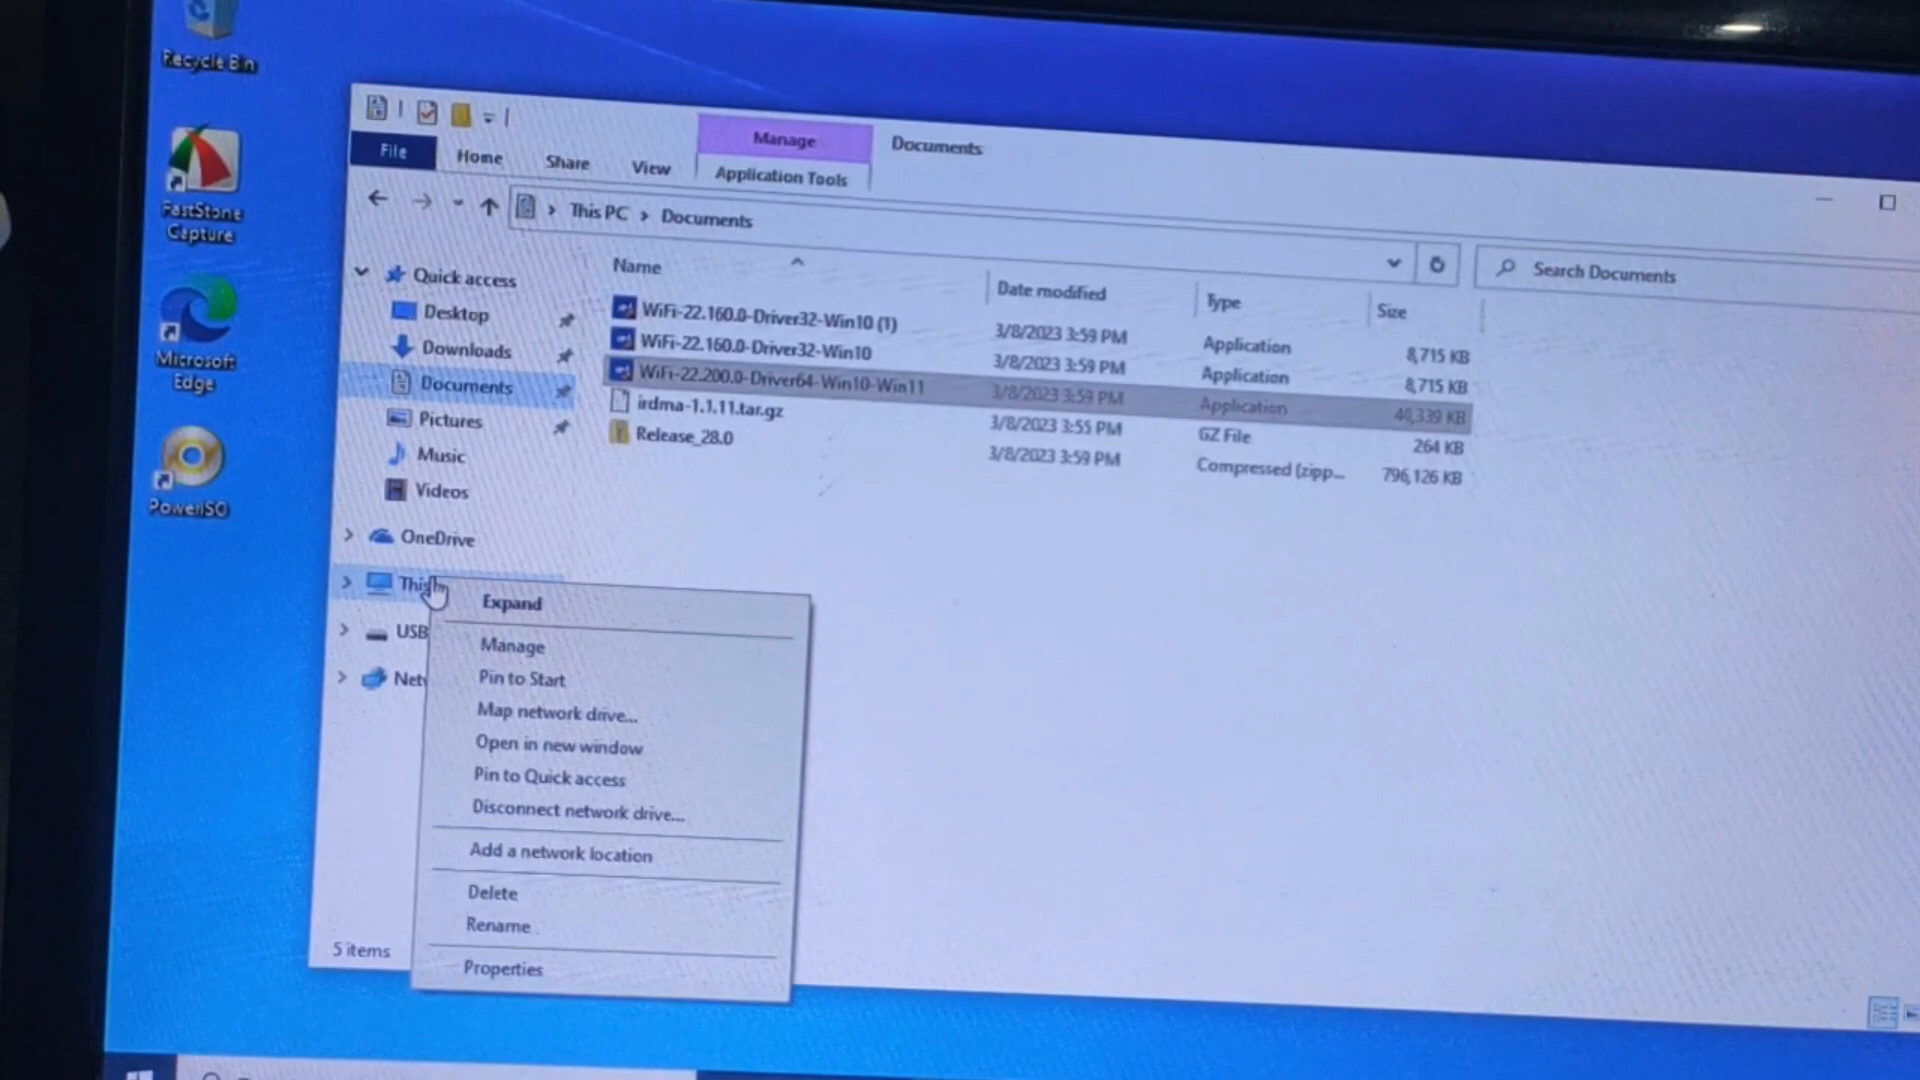 Recycle Bin
FastStone
Capture
Microsoft
Edge
PowerISO
Manage
Documents
File
Home
Share
View
Application Tools
This PC
Documents
Search Documents
Quick access
Desktop
Downloads
Documents
Pictures
Music
Videos
OneDrive
This
USB
Net
5 items
Name
Date modified
Type
Size
WiFi-22.160.0-Driver32-Win10 (1)
3/8/2023 3:59 PM
Application
8,715 KB
WiFi-22.160.0-Driver32-Win10
3/8/2023 3:59 PM
Application
8,715 KB
WiFi-22.200.0-Driver64-Win10-Win11
3/8/2023 3:59 PM
Application
40,339 KB
irdma-1.1.11.tar.gz
3/8/2023 3:55 PM
GZ File
264 KB
Release_28.0
3/8/2023 3:59 PM
Compressed (zipp...
796,126 KB
Expand
Manage
Pin to Start
Map network drive...
Open in new window
Pin to Quick access
Disconnect network drive...
Add a network location
Delete
Rename
Properties